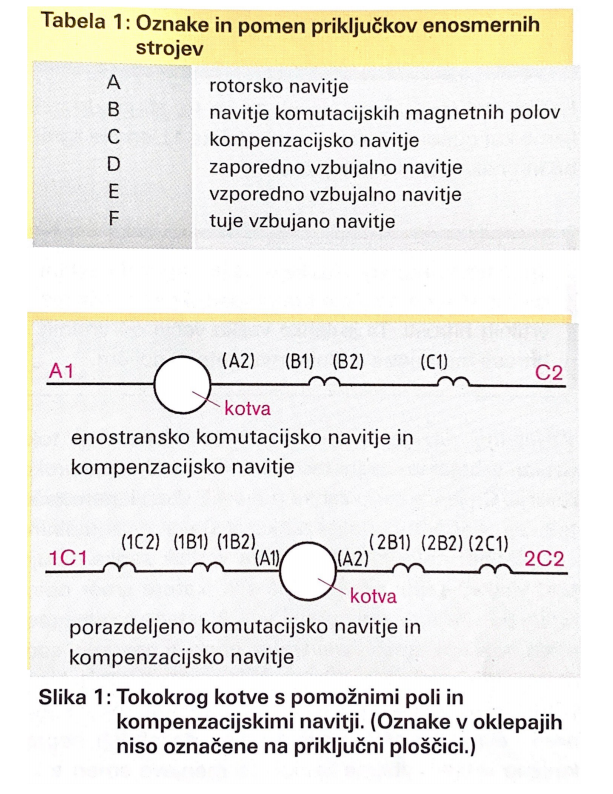 Tabela 1: Oznake in pomen priključkov enosmernih
strojev
A rotorsko navitje
B navitje komutacijskih magnetnih polov
C kompenzacijsko navitje
D zaporedno vzbujalno navitje
E vzporedno vzbujalno navitje
F tuje vzbujano navitje
A1 (A2) (B1) (B2) (C1) C2
kotva
enostransko komutacijsko navitje in
kompenzacijsko navitje
1C1 (1C2) (1B1) (1B2) (A1) (A2) (2B1) (2B2) (2C1) 2C2
kotva
porazdeljeno komutacijsko navitje in
kompenzacijsko navitje
Slika 1: Tokokrog kotve s pomožnimi poli in
kompenzacijskimi navitji. (Oznake v oklepajih
niso označene na priključni ploščici.)